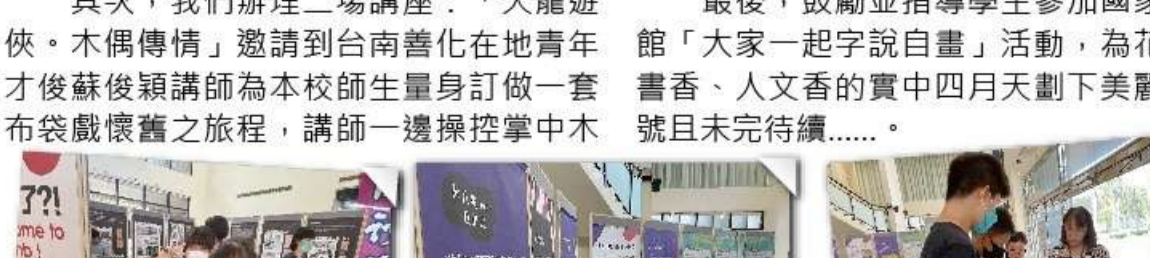 其次，我們辦理二場講座：「天龍遊
俠。木偶傳情」邀請到台南善化在地青年
才俊蘇俊穎講師為本校師生量身訂做一套
布袋戲懷舊之旅程，講師一邊操控掌中木
最後，鼓勵並指導學生參加國家
館「大家一起字說自畫」活動，為花
書香、人文香的實中四月天劃下美麗
號且未完待續......。
了?!
ome to